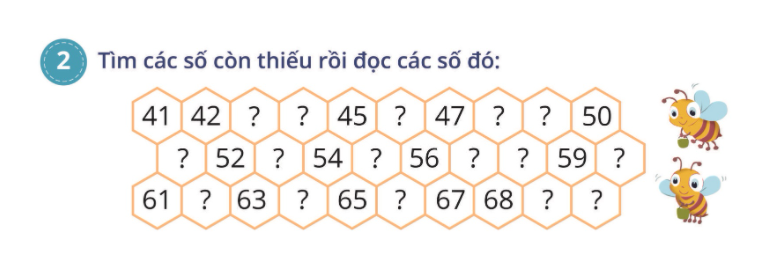 2 Tìm các số còn thiếu rồi đọc các số đó:
41 42 ? ? 45 ? 47 ? ? 50
? 52 ? 54 ? 56 ? ? 59 ?
61 ? 63 ? 65 ? 67 68 ? ?